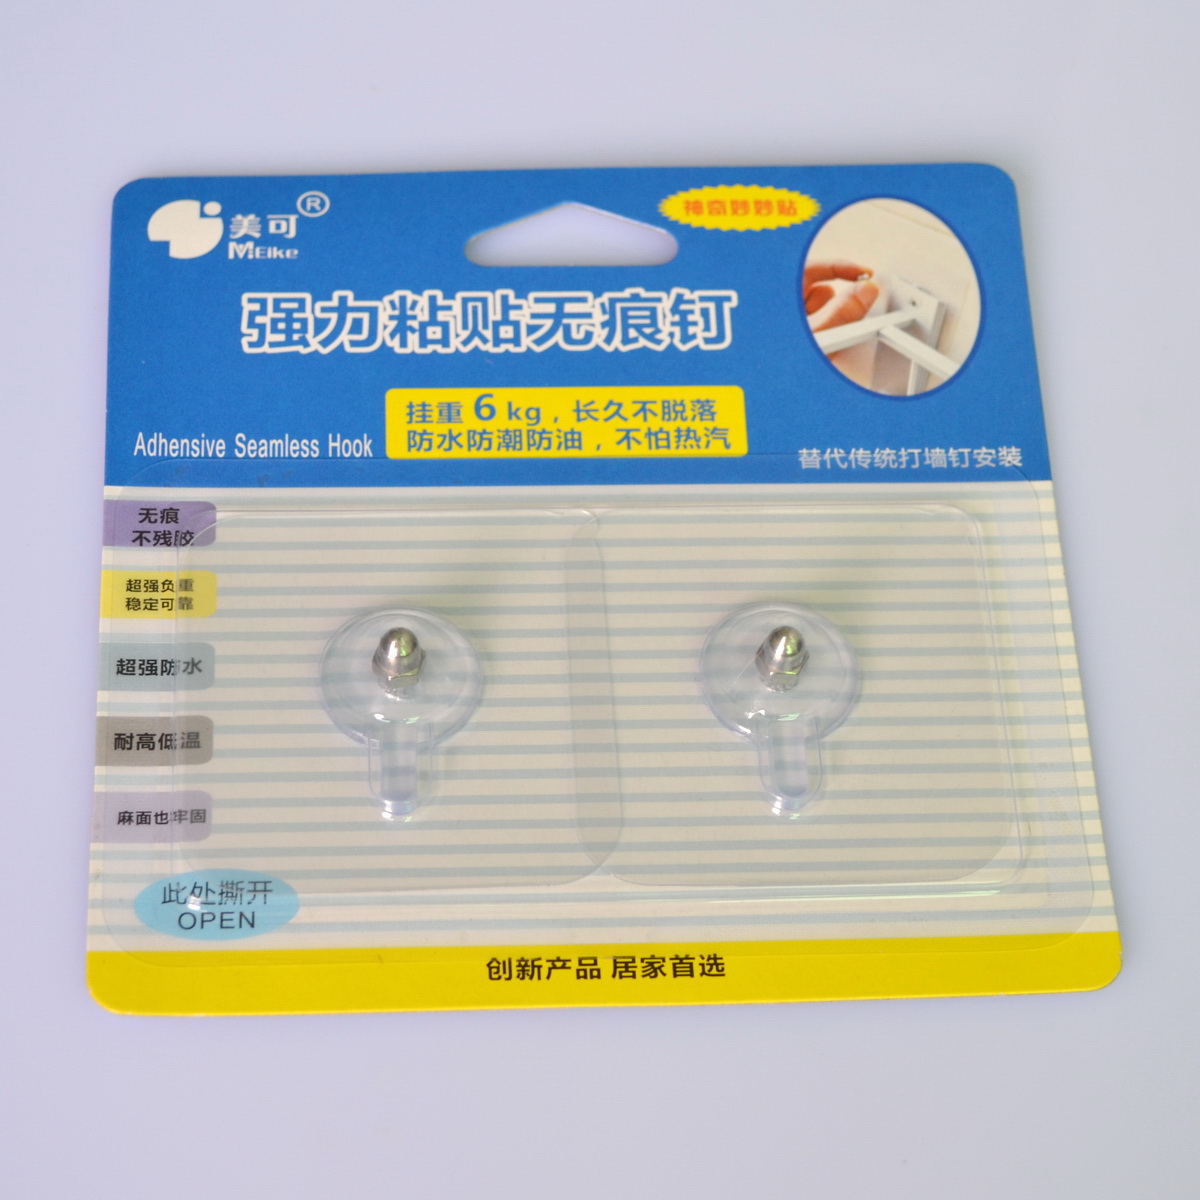 美可®
MEike
神奇妙妙贴
强力粘贴无痕钉
挂重6kg，长久不脱落
防水防潮防油，不怕热汽
Adhensive Seamless Hook
替代传统打墙钉安装
无痕
不残胶
超强负重
稳定可靠
超强防水
耐高低温
麻面也牢固
此处撕开
OPEN
创新产品 居家首选